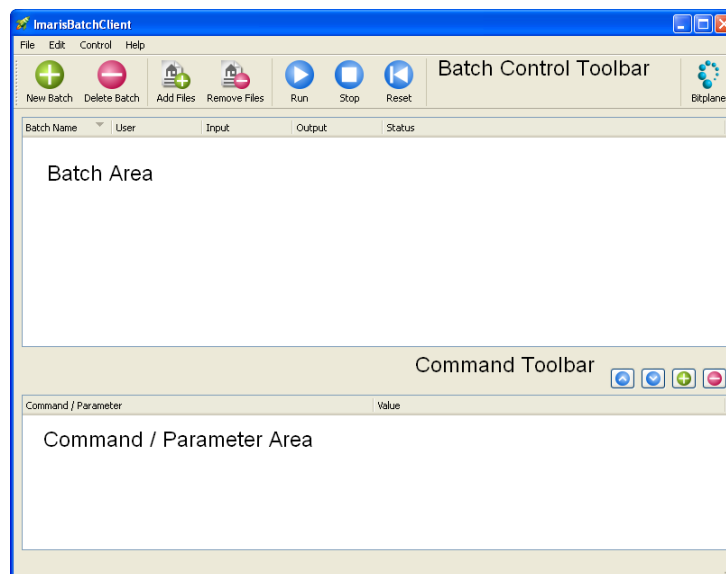 ImarisBatchClient
File Edit Control Help
Batch Control Toolbar
New Batch Delete Batch Add Files Remove Files Run Stop Reset Bitplane
Batch Name User Input Output Status
Batch Area
Command Toolbar
Command / Parameter Value
Command / Parameter Area